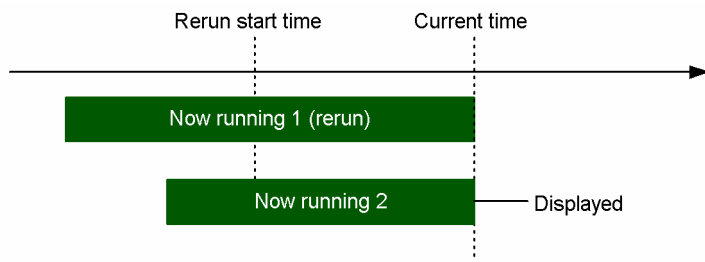 Rerun start time
Current time
Now running 1 (rerun)
Now running 2
Displayed